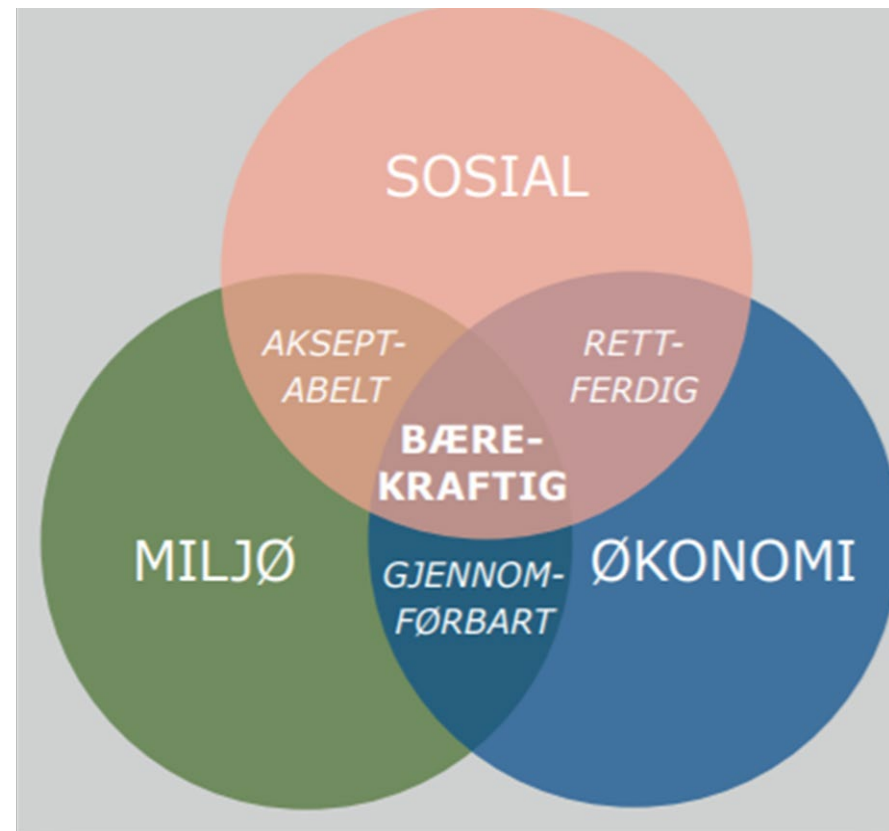 SOSIAL
AKSEPT-
ABELT
RETT-
FERDIG
BÆRE-
KRAFTIG
MILJØ
GJENNOM-
FØRBART
ØKONOMI